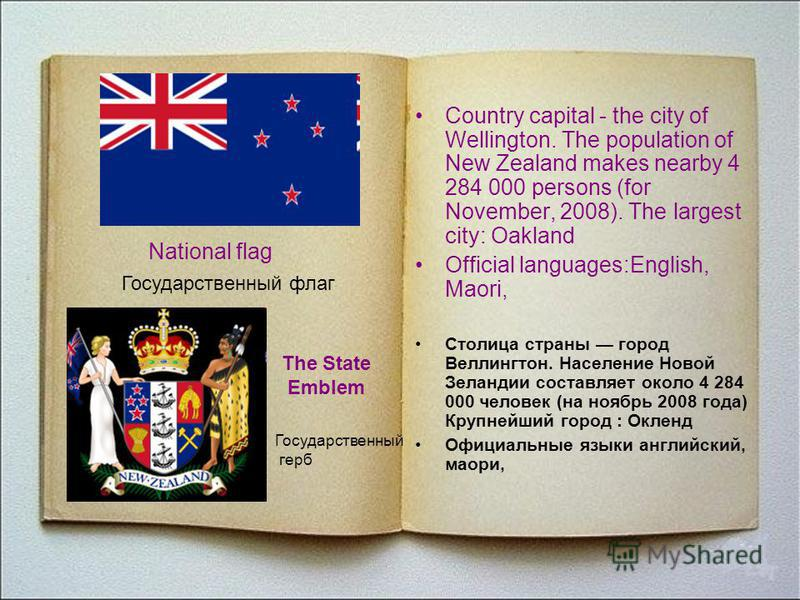 National flag
Государственный флаг
The State
Emblem
Государственный
герб
NEW ZEALAND
• Country capital - the city of
Wellington. The population of
New Zealand makes nearby 4
284 000 persons (for
November, 2008). The largest
city: Oakland
• Official languages:English,
Maori,
• Столица страны — город
Веллингтон. Население Новой
Зеландии составляет около 4 284
000 человек (на ноябрь 2008 года)
Крупнейший город : Окленд
• Официальные языки английский,
маори,
MyShared